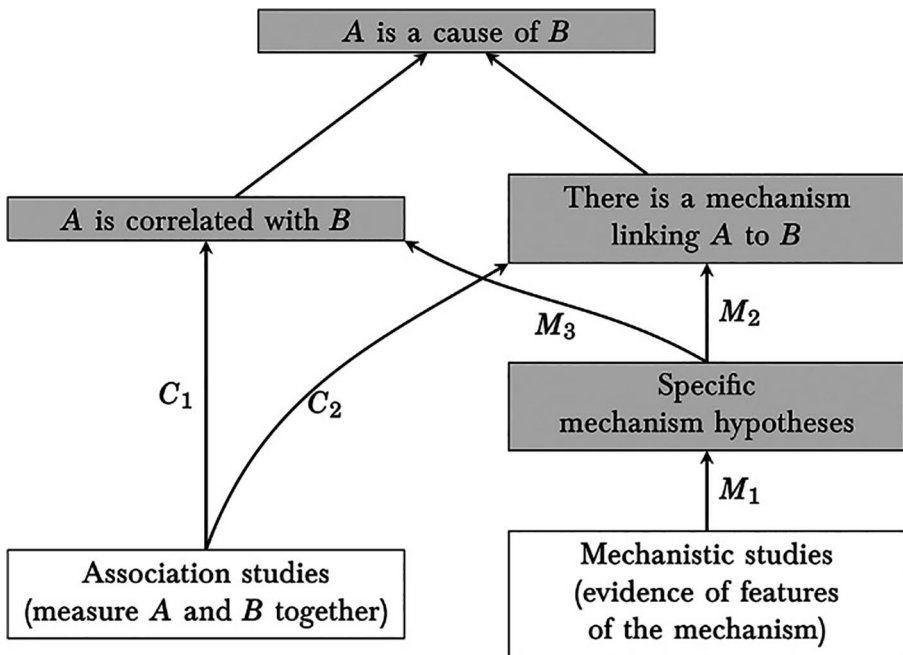 A is a cause of B
A is correlated with B
There is a mechanism
linking A to B
M₃
M₂
C₁
C₂
Specific
mechanism hypotheses
M₁
Association studies
(measure A and B together)
Mechanistic studies
(evidence of features
of the mechanism)